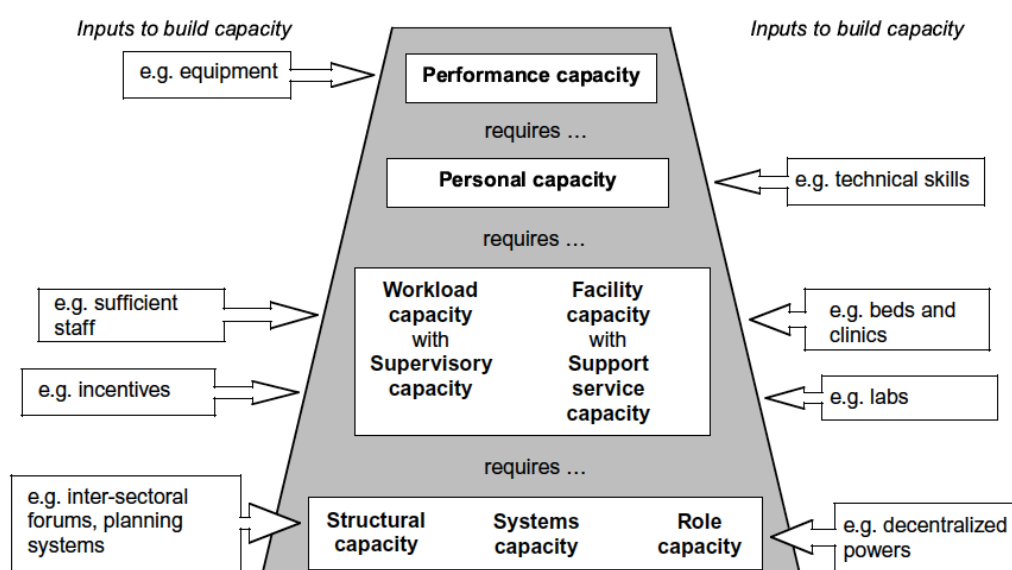 Inputs to build capacity
Inputs to build capacity
e.g. equipment
Performance capacity
requires …
Personal capacity
e.g. technical skills
requires …
e.g. sufficient
staff
Workload
capacity
with
Supervisory
capacity
Facility
capacity
with
Support
service
capacity
e.g. beds and
clinics
e.g. incentives
e.g. labs
requires …
e.g. inter-sectoral
forums, planning
systems
Structural
capacity
Systems
capacity
Role
capacity
e.g. decentralized
powers